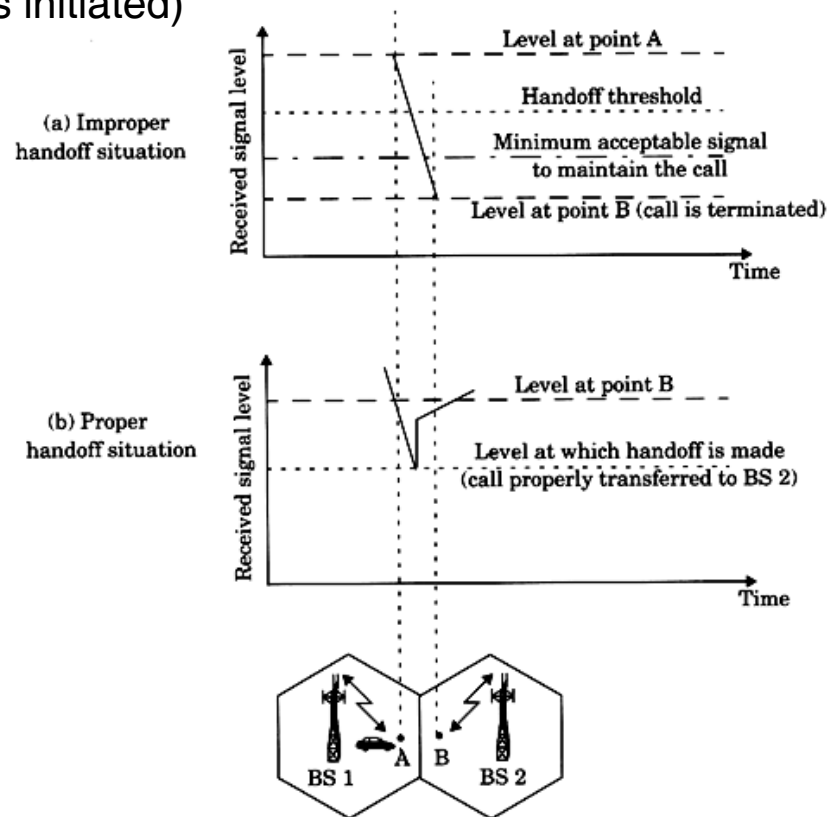 s initiated)
Level at point A
Handoff threshold
(a) Improper
handoff situation
Minimum acceptable signal
to maintain the call
Level at point B (call is terminated)
Received signal level
Time
Level at point B
(b) Proper
handoff situation
Level at which handoff is made
(call properly transferred to BS 2)
Received signal level
Time
A
B
BS 1
BS 2